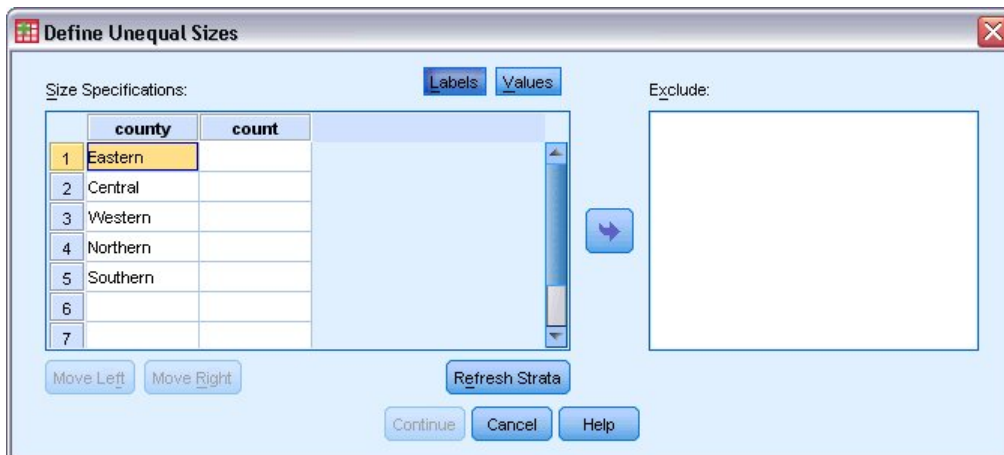 Define Unequal Sizes
Size Specifications:
Labels Values
Exclude:
county count
1 Eastern
2 Central
3 Western
4 Northern
5 Southern
6
7
Move Left Move Right Refresh Strata
Continue Cancel Help